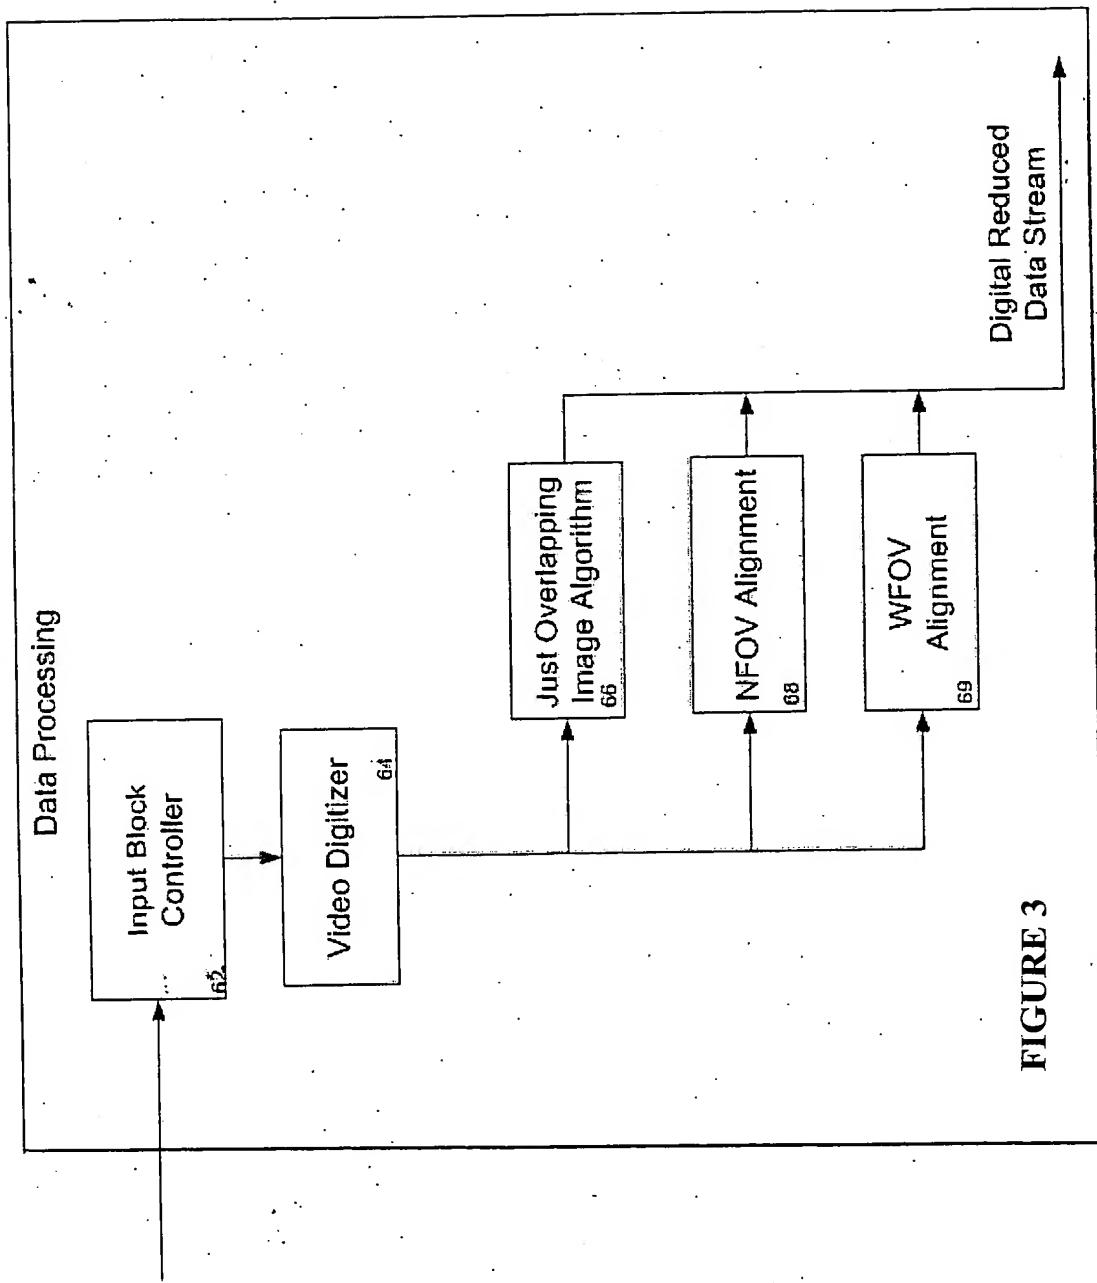 Data Processing
Input Block
Controller
62
Video Digitizer
64
Just Overlapping
Image Algorithm
66
NFOV Alignment
68
WFOV
Alignment
69
Digital Reduced
Data Stream
FIGURE 3